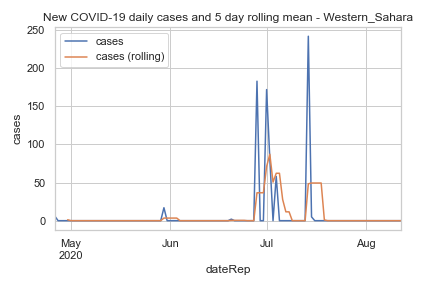 New COVID-19 daily cases and 5 day rolling mean - Western_Sahara
cases
cases (rolling)
250
200
150
100
50
0
cases
May
2020
Jun
Jul
Aug
dateRep